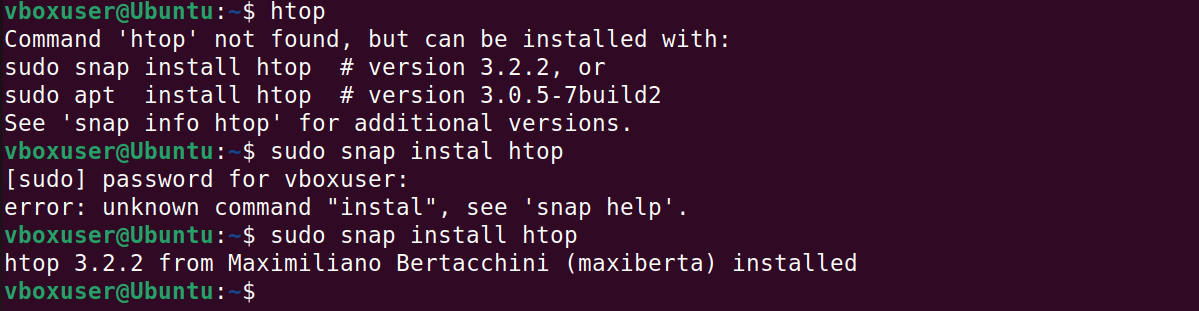 vboxuser@Ubuntu:~$ htop
Command 'htop' not found, but can be installed with:
sudo snap install htop  # version 3.2.2, or
sudo apt  install htop  # version 3.0.5-7build2
See 'snap info htop' for additional versions.
vboxuser@Ubuntu:~$ sudo snap instal htop
[sudo] password for vboxuser:
error: unknown command "instal", see 'snap help'.
vboxuser@Ubuntu:~$ sudo snap install htop
htop 3.2.2 from Maximiliano Bertacchini (maxiberta) installed
vboxuser@Ubuntu:~$